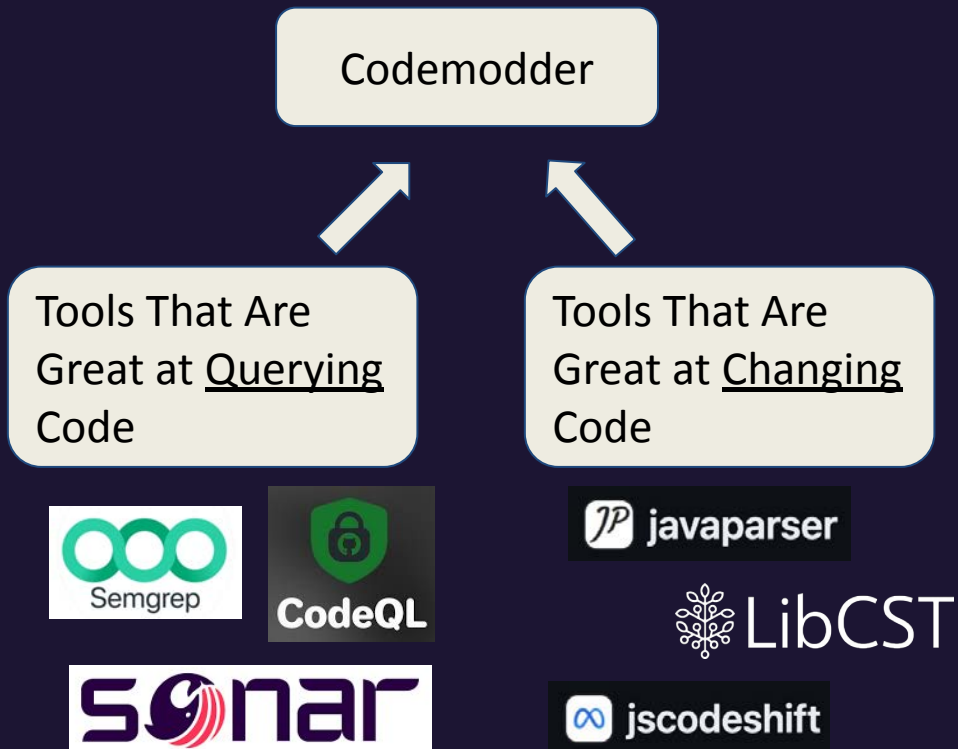 Codemodder
Tools That Are
Great at Querying
Code
Tools That Are
Great at Changing
Code
Semgrep
CodeQL
sonar
JP javaparser
LibCST
jscodeshift